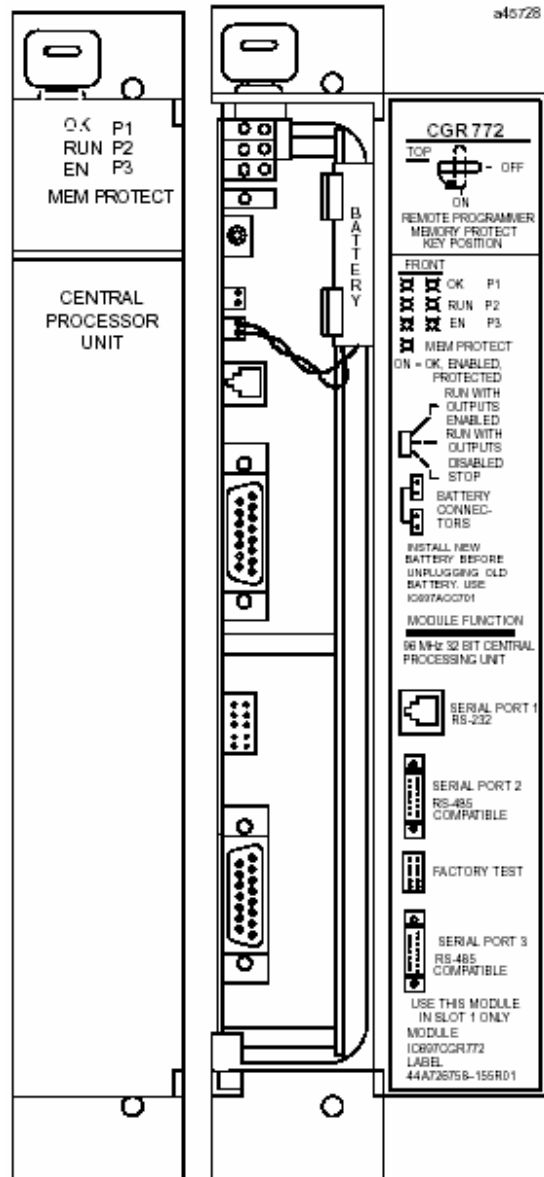 a45728
OK P1
RUN P2
EN P3
MEM PROTECT
CENTRAL
PROCESSOR
UNIT
BATTERY
CGR 772
TOP
OFF
ON
REMOTE PROGRAMMER
MEMORY PROTECT
KEY POSITION
FRONT
OK P1
RUN P2
EN P3
MEM PROTECT
ON = OK, ENABLED,
PROTECTED
RUN WITH
OUTPUTS
ENABLED
RUN WITH
OUTPUTS
DISABLED
STOP
BATTERY
CONNEC-
TORS
INSTALL NEW
BATTERY BEFORE
UNPLUGGING OLD
BATTERY. USE
IC697ACC701
MODULE FUNCTION
96 MHz 32 BIT CENTRAL
PROCESSING UNIT
SERIAL PORT 1
RS-232
SERIAL PORT 2
RS-485
COMPATIBLE
FACTORY TEST
SERIAL PORT 3
RS-485
COMPATIBLE
USE THIS MODULE
IN SLOT 1 ONLY
MODULE
IC697CGR772
LABEL
44A726758-155R01